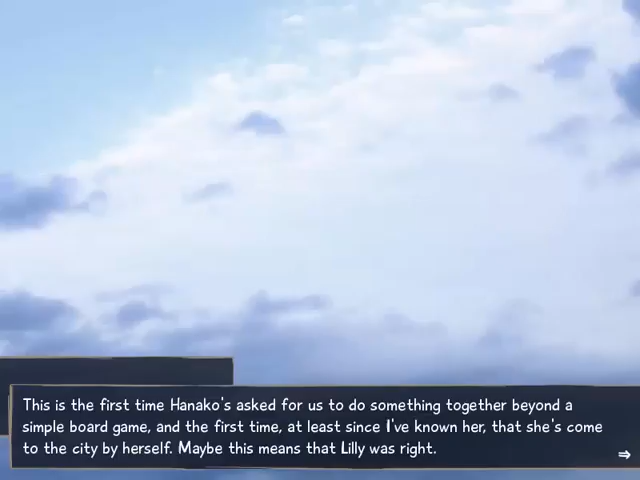 This is the first time Hanako's asked for us to do something together beyond a
simple board game, and the first time, at least since I've known her, that she's come
to the city by herself. Maybe this means that Lilly was right.
⇒